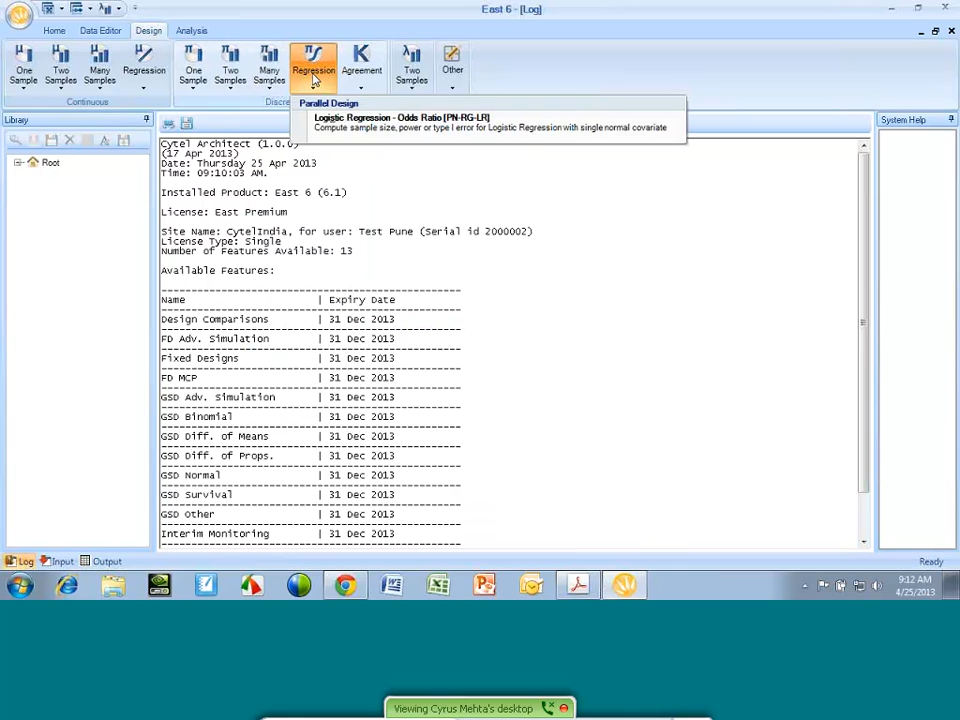 East 6 - [Log]
Home
Data Editor
Design
Analysis
One Sample
Two Samples
Many Samples
Regression
One Sample
Two Samples
Many Samples
Regression
Agreement
Two Samples
Other
Continuous
Discre
Parallel Design
Logistic Regression - Odds Ratio [PN-RG-LR]
Compute sample size, power or type I error for Logistic Regression with single normal covariate
Library
System Help
Root
Cytel Architect (1.0.0)
(17 Apr 2013)
Date: Thursday 25 Apr 2013
Time: 09:10:03 AM.
Installed Product: East 6 (6.1)
License: East Premium
Site Name: CytelIndia, for user: Test Pune (Serial id 2000002)
License Type: Single
Number of Features Available: 13
Available Features:
Name | Expiry Date
Design Comparisons | 31 Dec 2013
FD Adv. Simulation | 31 Dec 2013
Fixed Designs | 31 Dec 2013
FD MCP | 31 Dec 2013
GSD Adv. Simulation | 31 Dec 2013
GSD Binomial | 31 Dec 2013
GSD Diff. of Means | 31 Dec 2013
GSD Diff. of Props. | 31 Dec 2013
GSD Normal | 31 Dec 2013
GSD Survival | 31 Dec 2013
GSD Other | 31 Dec 2013
Interim Monitoring | 31 Dec 2013
Log
Input
Output
Ready
9:12 AM
4/25/2013
Viewing Cyrus Mehta's desktop